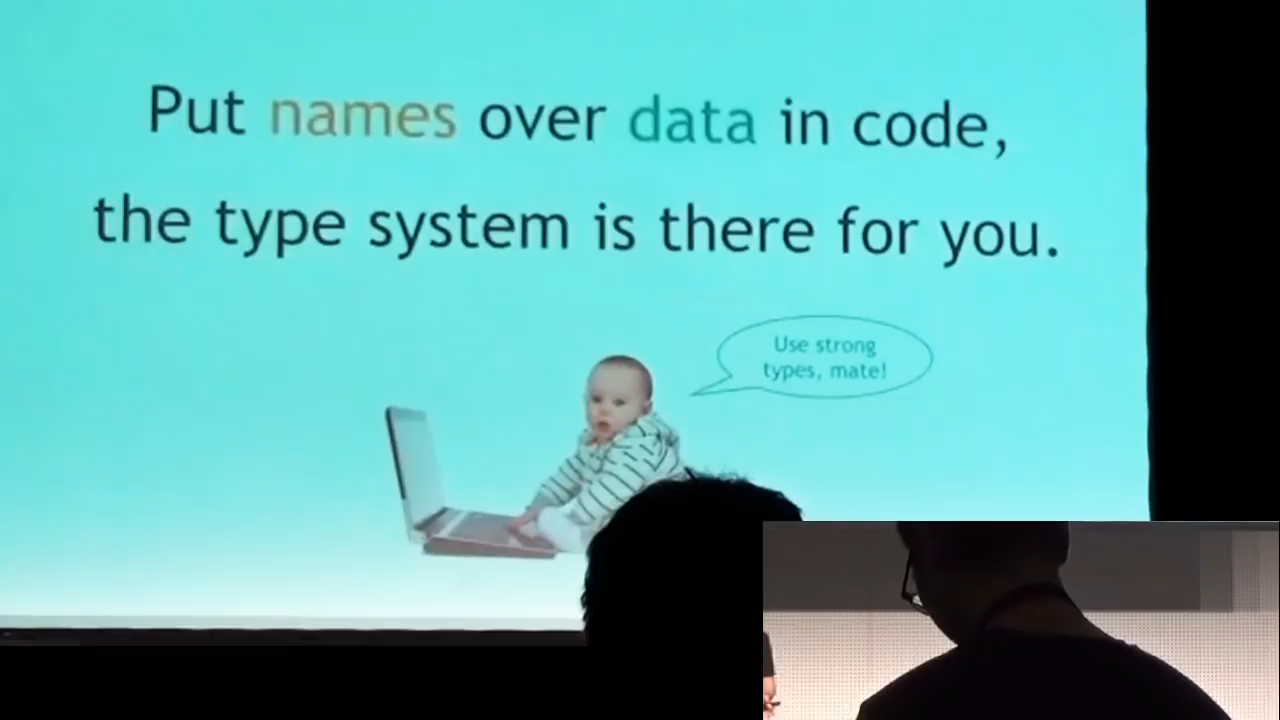 Put names over data in code,
the type system is there for you.
Use strong
types, mate!